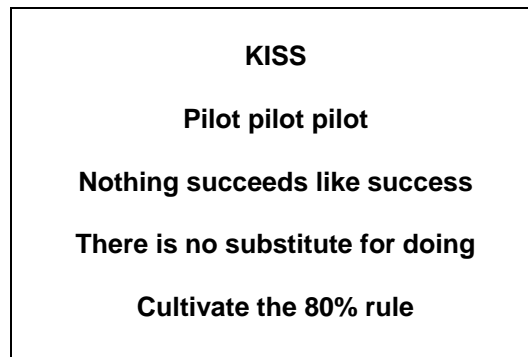 KISS
Pilot pilot pilot
Nothing succeeds like success
There is no substitute for doing
Cultivate the 80% rule